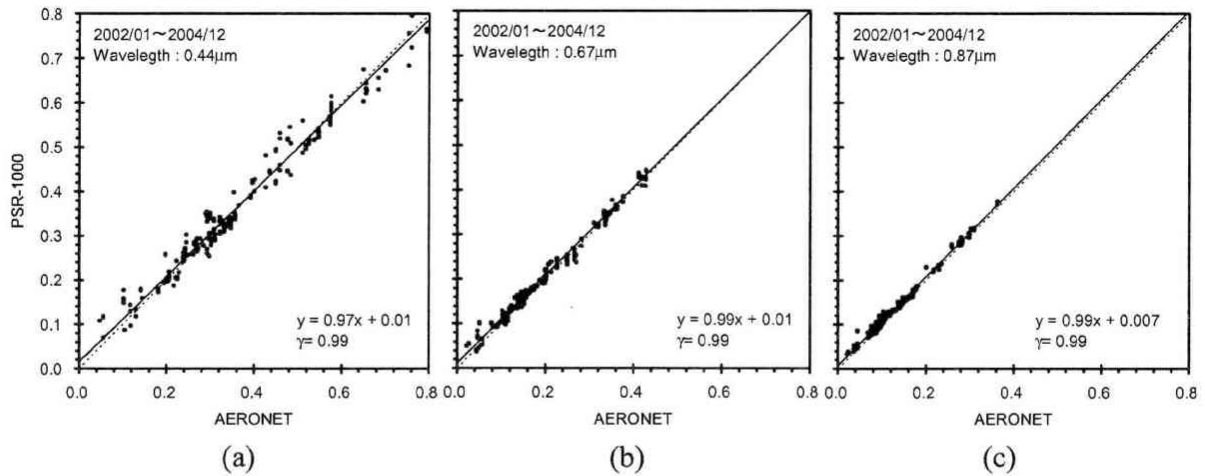 2002/01~2004/12
Wavelegth : 0.44μm
0.8
0.7
0.6
0.5
0.4
0.3
0.2
0.1
0.0
PSR-1000
y = 0.97x + 0.01
γ= 0.99
0.0 0.2 0.4 0.6 0.8
AERONET
(a)
2002/01~2004/12
Wavelegth : 0.67μm
y = 0.99x + 0.01
γ= 0.99
0.0 0.2 0.4 0.6 0.8
AERONET
(b)
2002/01~2004/12
Wavelegth : 0.87μm
y = 0.99x + 0.007
γ= 0.99
0.0 0.2 0.4 0.6 0.8
AERONET
(c)